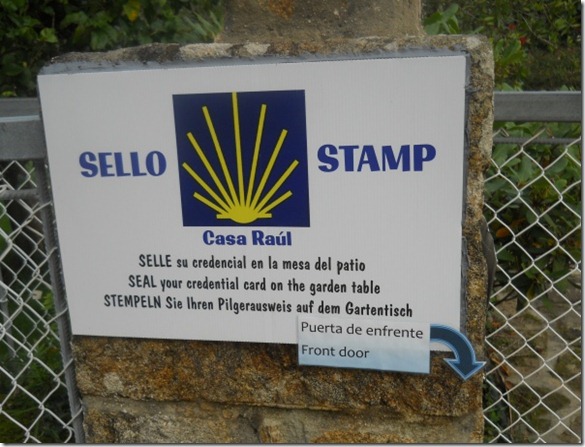 SELLO STAMP
Casa Raúl
SELLE su credencial en la mesa del patio
SEAL your credential card on the garden table
STEMPELN Sie Ihren Pilgerausweis auf dem Gartentisch
Puerta de enfrente
Front door